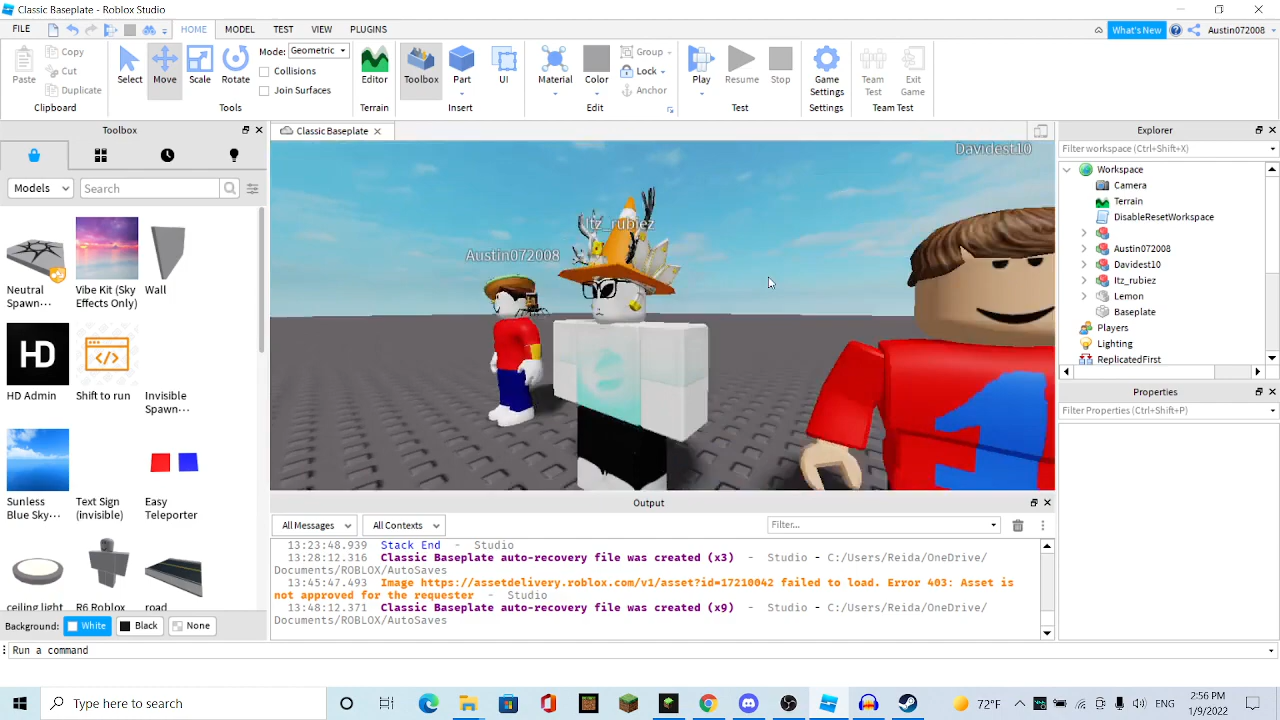 Classic Baseplate - Roblox Studio
FILE HOME MODEL TEST VIEW PLUGINS What's New Austin072008
Paste Copy Cut Duplicate Clipboard
Select Move Scale Rotate Mode: Geometric Collisions Join Surfaces Tools
Editor Terrain
Toolbox Part UI Insert
Material Color Group Lock Anchor Edit
Play Resume Stop Test
Game Settings Settings
Team Test Exit Game Team Test
Toolbox
Models Search
Neutral Spawn···
Vibe Kit (Sky Effects Only)
Wall
HD
HD Admin
Shift to run
Invisible Spawn···
Sunless Blue Sky···
Text Sign (invisible)
Easy Teleporter
ceiling light
R6 Roblox
road
Background: White Black None
Classic Baseplate
Davidest10
Itz_rubiez
Austin072008
Output
All Messages All Contexts Filter...
13:23:48.939 Stack End - Studio
13:28:12.316 Classic Baseplate auto-recovery file was created (x3) - Studio - C:/Users/Reida/OneDrive/
Documents/ROBLOX/AutoSaves
13:45:47.493 Image https://assetdelivery.roblox.com/v1/asset?id=17210042 failed to load. Error 403: Asset is
not approved for the requester - Studio
13:48:12.371 Classic Baseplate auto-recovery file was created (x9) - Studio - C:/Users/Reida/OneDrive/
Documents/ROBLOX/AutoSaves
Explorer
Filter workspace (Ctrl+Shift+X)
Workspace
Camera
Terrain
DisableResetWorkspace
Austin072008
Davidest10
Itz_rubiez
Lemon
Baseplate
Players
Lighting
ReplicatedFirst
Properties
Filter Properties (Ctrl+Shift+P)
Run a command
Type here to search
72°F
2:56 PM
1/9/2022